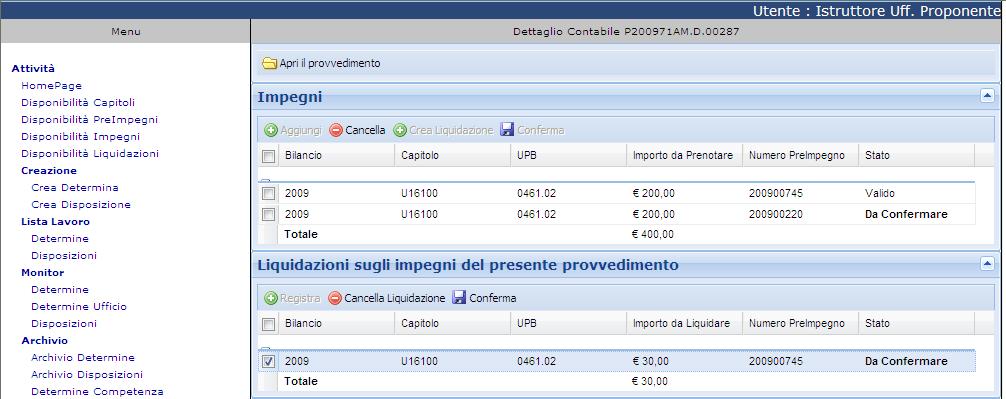 Utente : Istruttore Uff. Proponente
Menu
Dettaglio Contabile P200971AM.D.00287
Attività
HomePage
Disponibilità Capitoli
Disponibilità PreImpegni
Disponibilità Impegni
Disponibilità Liquidazioni
Creazione
Crea Determina
Crea Disposizione
Lista Lavoro
Determine
Disposizioni
Monitor
Determine
Determine Ufficio
Disposizioni
Archivio
Archivio Determine
Archivio Disposizioni
Determine Competenza
Apri il provvedimento
Impegni
Aggiungi Cancella Crea Liquidazione Conferma
Bilancio Capitolo UPB Importo da Prenotare Numero PreImpegno Stato
2009 U16100 0461.02 € 200,00 200900745 Valido
2009 U16100 0461.02 € 200,00 200900220 Da Confermare
Totale € 400,00
Liquidazioni sugli impegni del presente provvedimento
Registra Cancella Liquidazione Conferma
Bilancio Capitolo UPB Importo da Liquidare Numero PreImpegno Stato
2009 U16100 0461.02 € 30,00 200900745 Da Confermare
Totale € 30,00